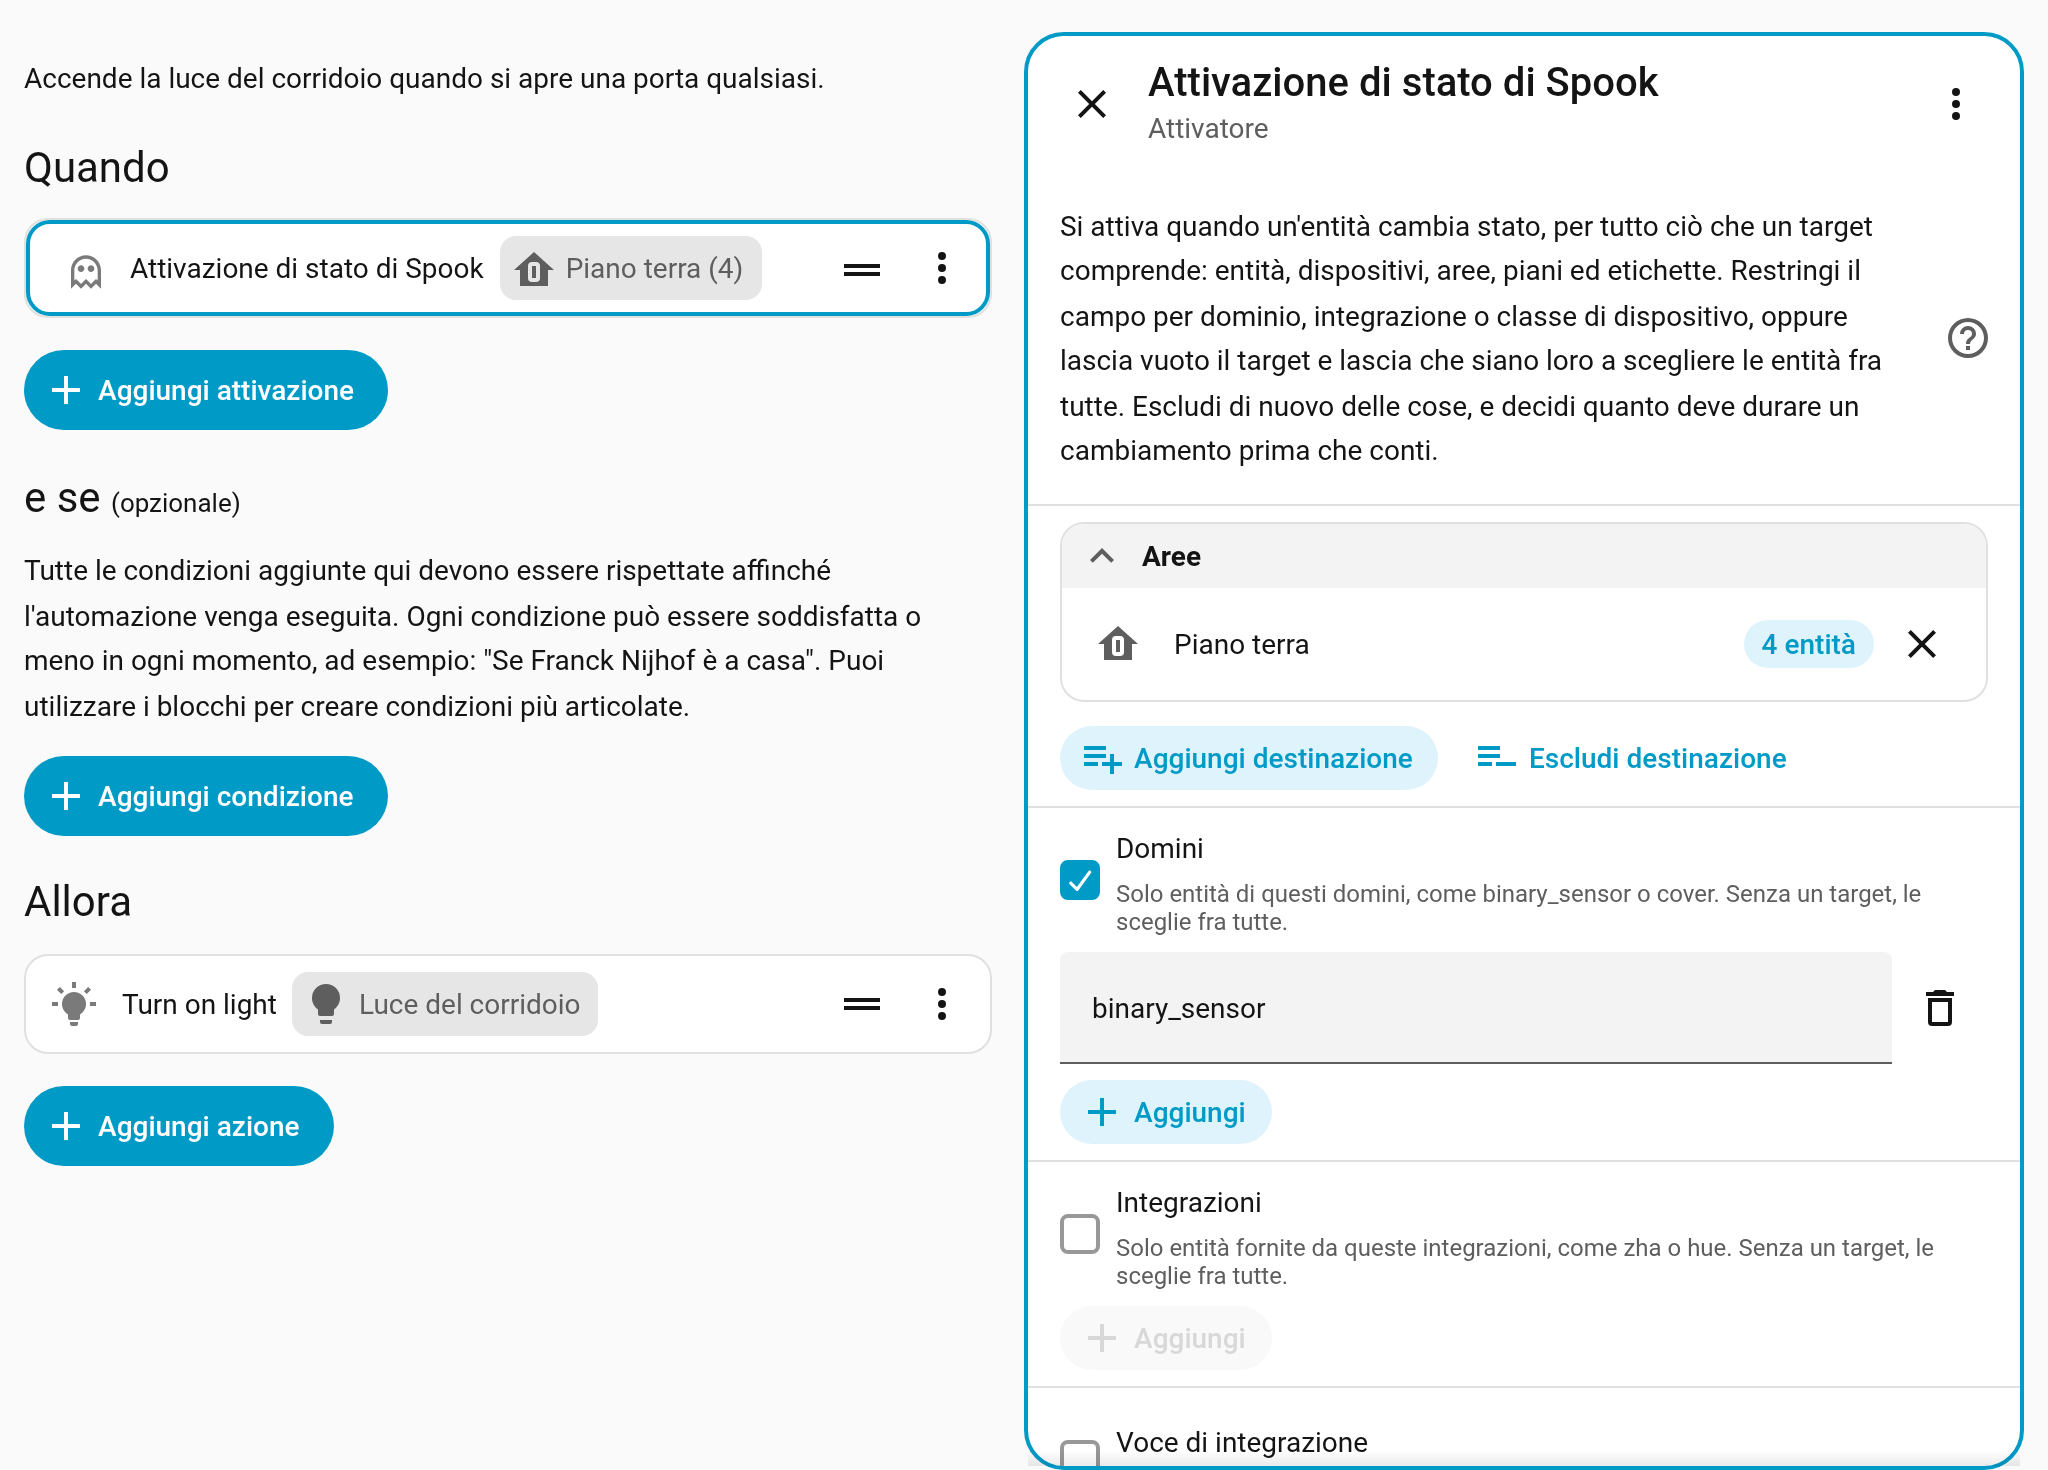 Accende la luce del corridoio quando si apre una porta qualsiasi.
Quando
Attivazione di stato di Spook
Piano terra (4)
Aggiungi attivazione
e se (opzionale)
Tutte le condizioni aggiunte qui devono essere rispettate affinché
l'automazione venga eseguita. Ogni condizione può essere soddisfatta o
meno in ogni momento, ad esempio: "Se Franck Nijhof è a casa". Puoi
utilizzare i blocchi per creare condizioni più articolate.
Aggiungi condizione
Allora
Turn on light
Luce del corridoio
Aggiungi azione
Attivazione di stato di Spook
Attivatore
Si attiva quando un'entità cambia stato, per tutto ciò che un target
comprende: entità, dispositivi, aree, piani ed etichette. Restringi il
campo per dominio, integrazione o classe di dispositivo, oppure
lascia vuoto il target e lascia che siano loro a scegliere le entità fra
tutte. Escludi di nuovo delle cose, e decidi quanto deve durare un
cambiamento prima che conti.
Aree
Piano terra
4 entità
Aggiungi destinazione
Escludi destinazione
Domini
Solo entità di questi domini, come binary_sensor o cover. Senza un target, le
sceglie fra tutte.
binary_sensor
Aggiungi
Integrazioni
Solo entità fornite da queste integrazioni, come zha o hue. Senza un target, le
sceglie fra tutte.
Aggiungi
Voce di integrazione